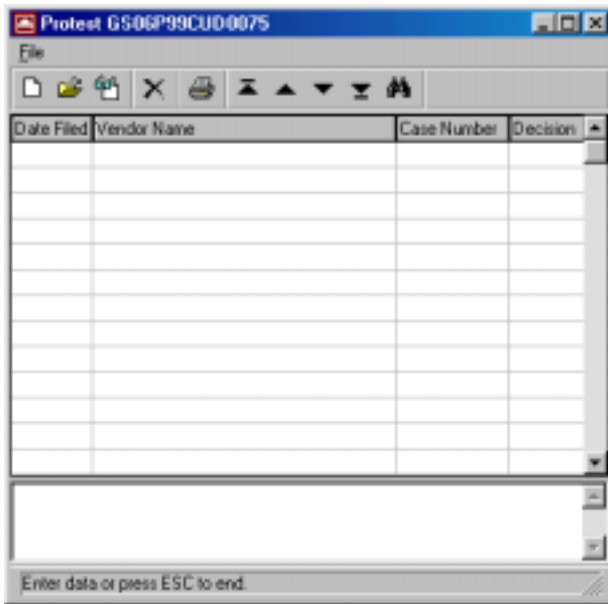 Protest GS06P99CUD0075
File
Date Filed Vendor Name Case Number Decision
Enter data or press ESC to end.